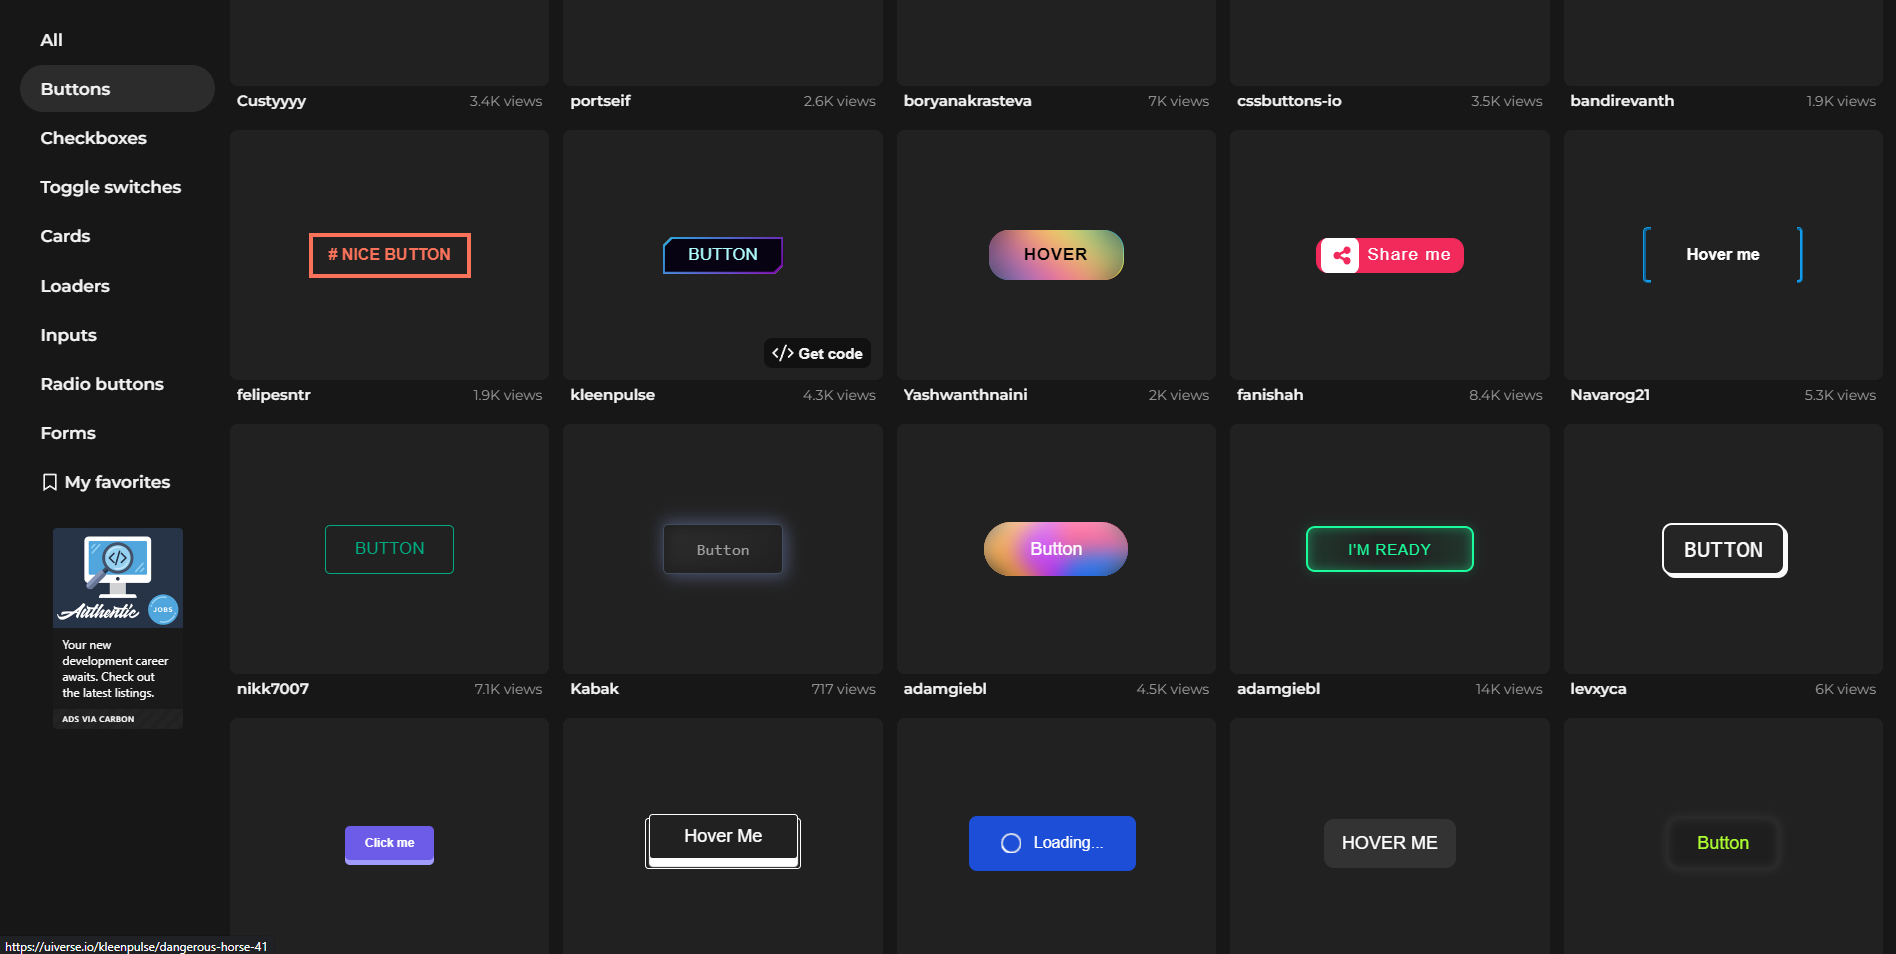 All
Buttons
Checkboxes
Toggle switches
Cards
Loaders
Inputs
Radio buttons
Forms
My favorites
Authentic
JOBS
Your new
development career
awaits. Check out
the latest listings.
ADS VIA CARBON
Custyyyy 3.4K views
portseif 2.6K views
boryanakrasteva 7K views
cssbuttons-io 3.5K views
bandirevanth 1.9K views
# NICE BUTTON
BUTTON
HOVER
Share me
Hover me
</> Get code
felipesntr 1.9K views
kleenpulse 4.3K views
Yashwanthnaini 2K views
fanishah 8.4K views
Navarog21 5.3K views
BUTTON
Button
Button
I'M READY
BUTTON
nikk7007 7.1K views
Kabak 717 views
adamgiebl 4.5K views
adamgiebl 14K views
levxyca 6K views
Click me
Hover Me
Loading...
HOVER ME
Button
https://uiverse.io/kleenpulse/dangerous-horse-41